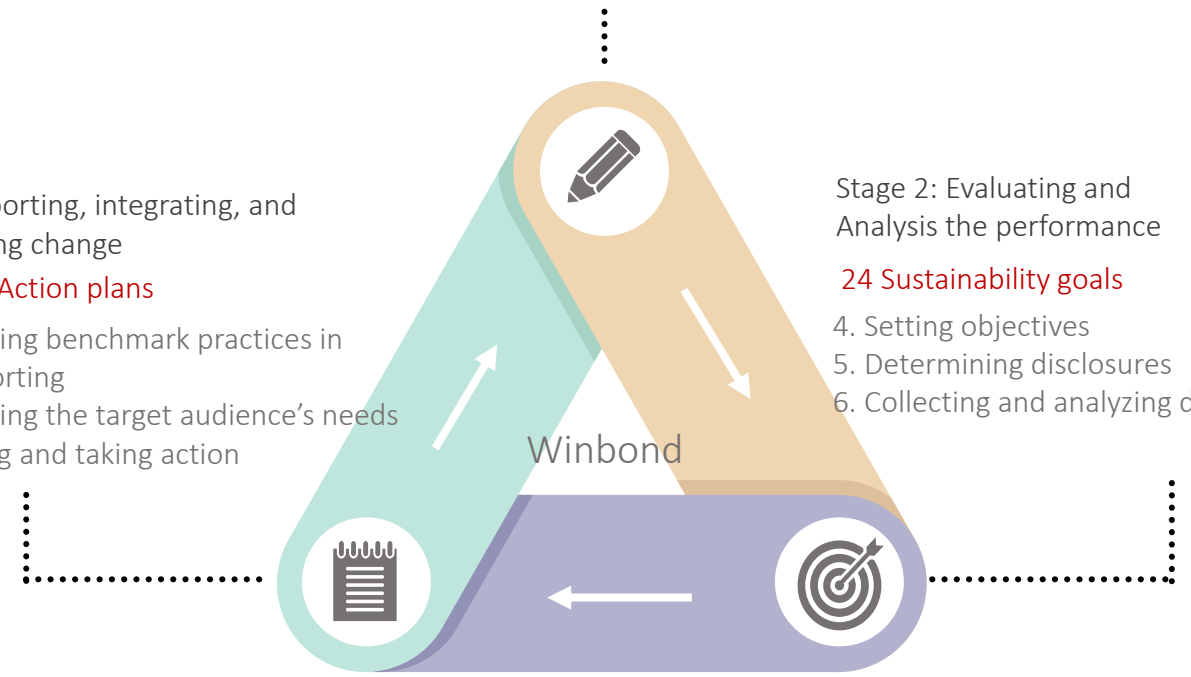 orting, integrating, and
ng change
Action plans
ing benchmark practices in
orting
ing the target audience’s needs
g and taking action
Winbond
Stage 2: Evaluating and
Analysis the performance
24 Sustainability goals
4. Setting objectives
5. Determining disclosures
6. Collecting and analyzing d